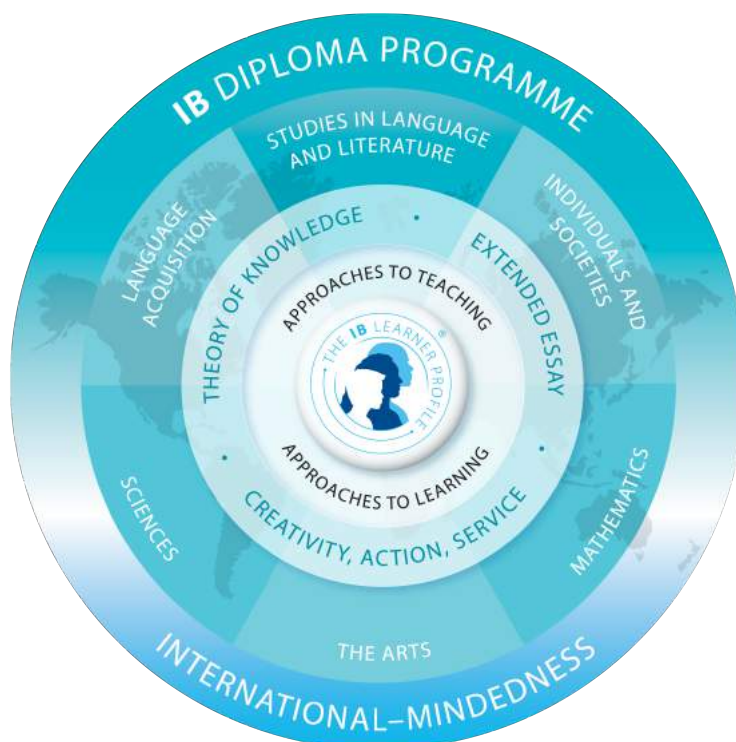 IB DIPLOMA PROGRAMME
STUDIES IN LANGUAGE
AND LITERATURE
LANGUAGE
ACQUISITION
INDIVIDUALS AND
SOCIETIES
THEORY OF KNOWLEDGE
EXTENDED ESSAY
APPROACHES TO TEACHING
• THE IB LEARNER PROFILE •
®
APPROACHES TO LEARNING
CREATIVITY, ACTION, SERVICE
SCIENCES
MATHEMATICS
THE ARTS
INTERNATIONAL–MINDEDNESS